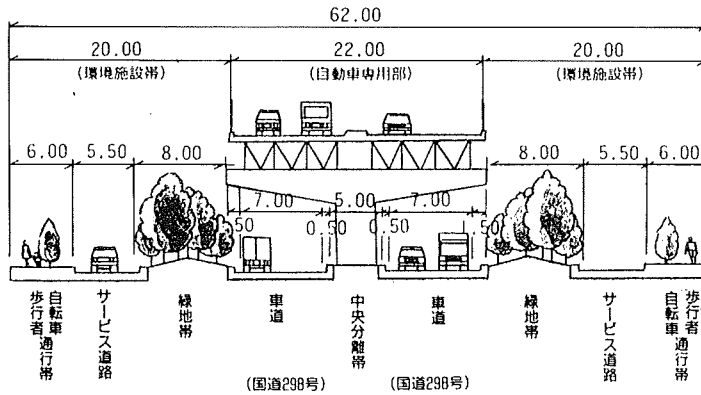 62.00
20.00 22.00 20.00
(環境施設帯) (自動車専用部) (環境施設帯)
6.00 5.50 8.00 8.00 5.50 6.00
7.00 5.00 7.00
.50 0.50 0.50 .50
自転車歩行者通行帯
サービス道路
緑地帯
車道
中央分離帯
車道
緑地帯
サービス道路
自転車歩行者通行帯
(国道298号) (国道298号)